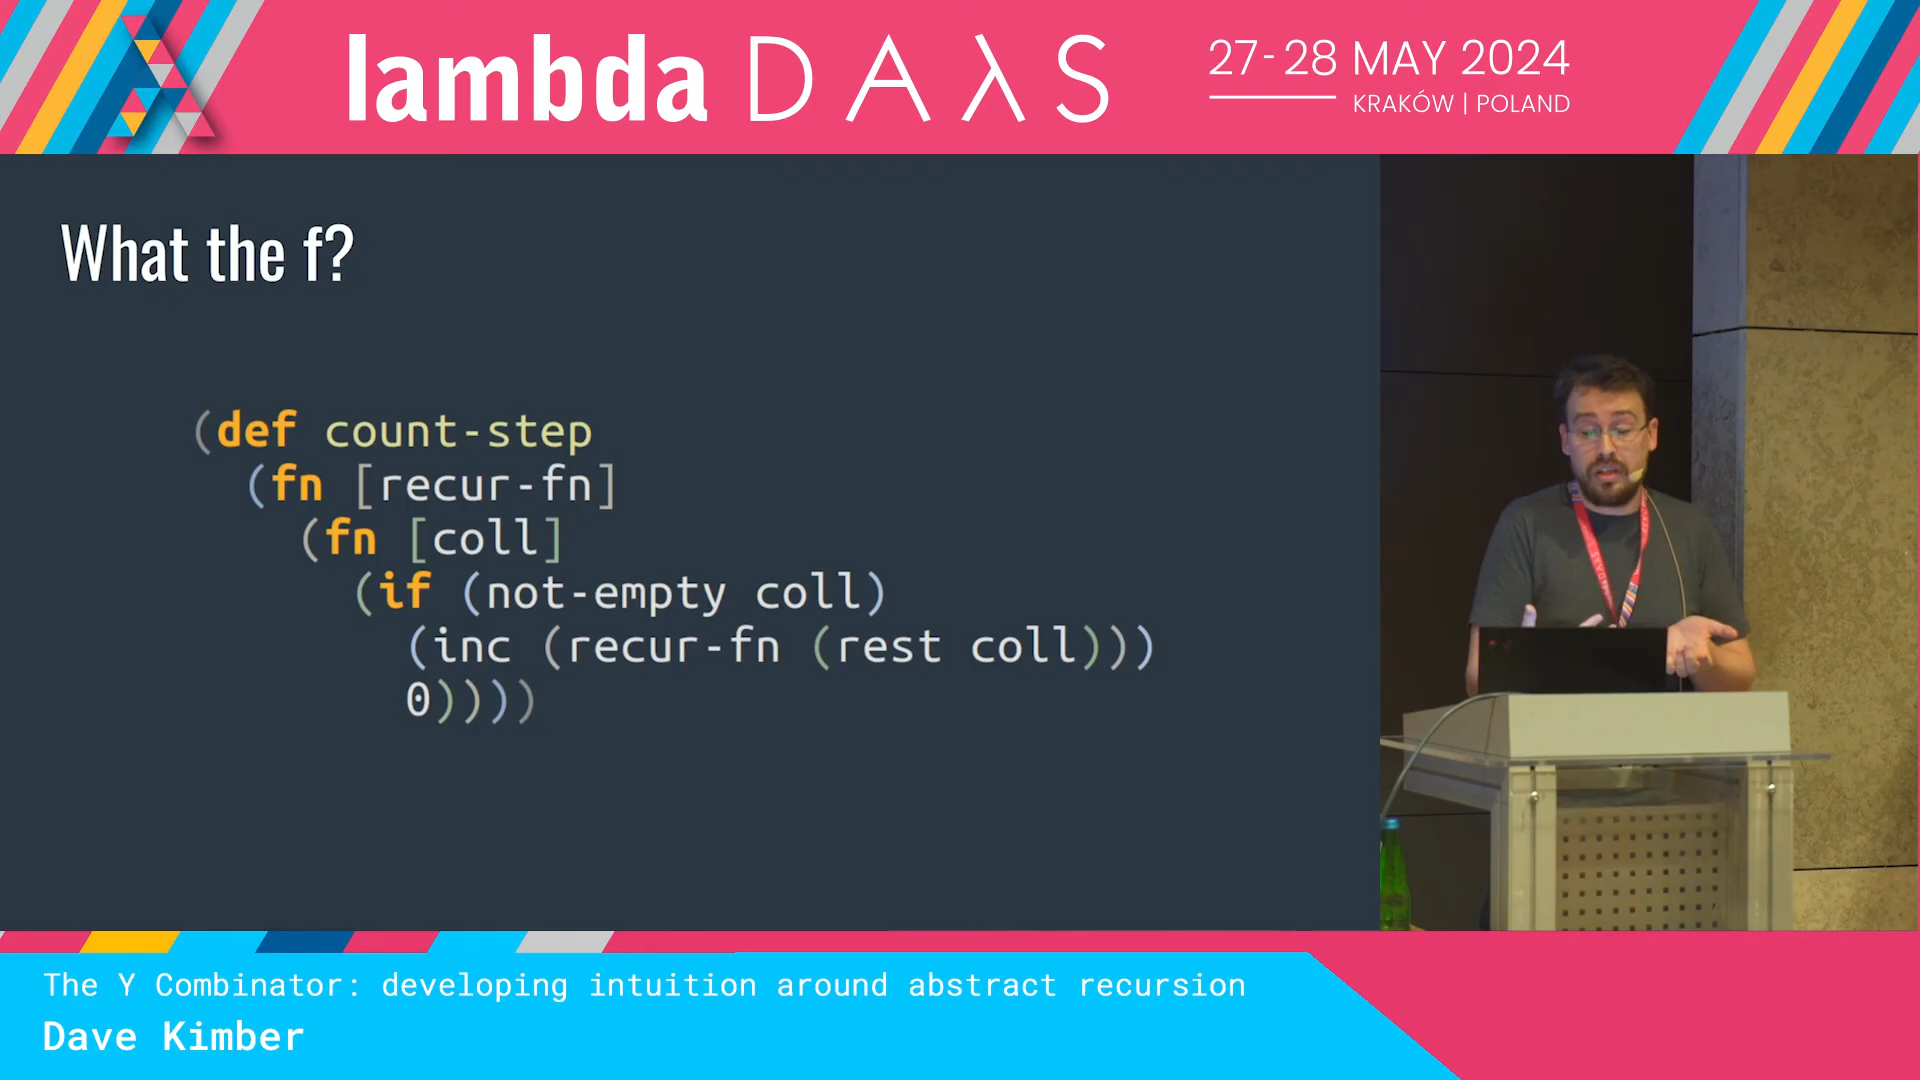 lambda DAλS
27-28 MAY 2024
KRAKÓW | POLAND
What the f?
(def count-step
(fn [recur-fn]
(fn [coll]
(if (not-empty coll)
(inc (recur-fn (rest coll)))
0))))
The Y Combinator: developing intuition around abstract recursion
Dave Kimber